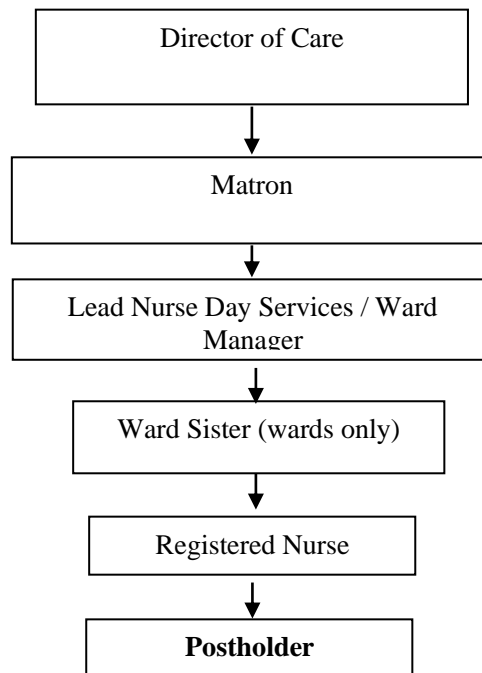 Director of Care
Matron
Lead Nurse Day Services / Ward
Manager
Ward Sister (wards only)
Registered Nurse
Postholder